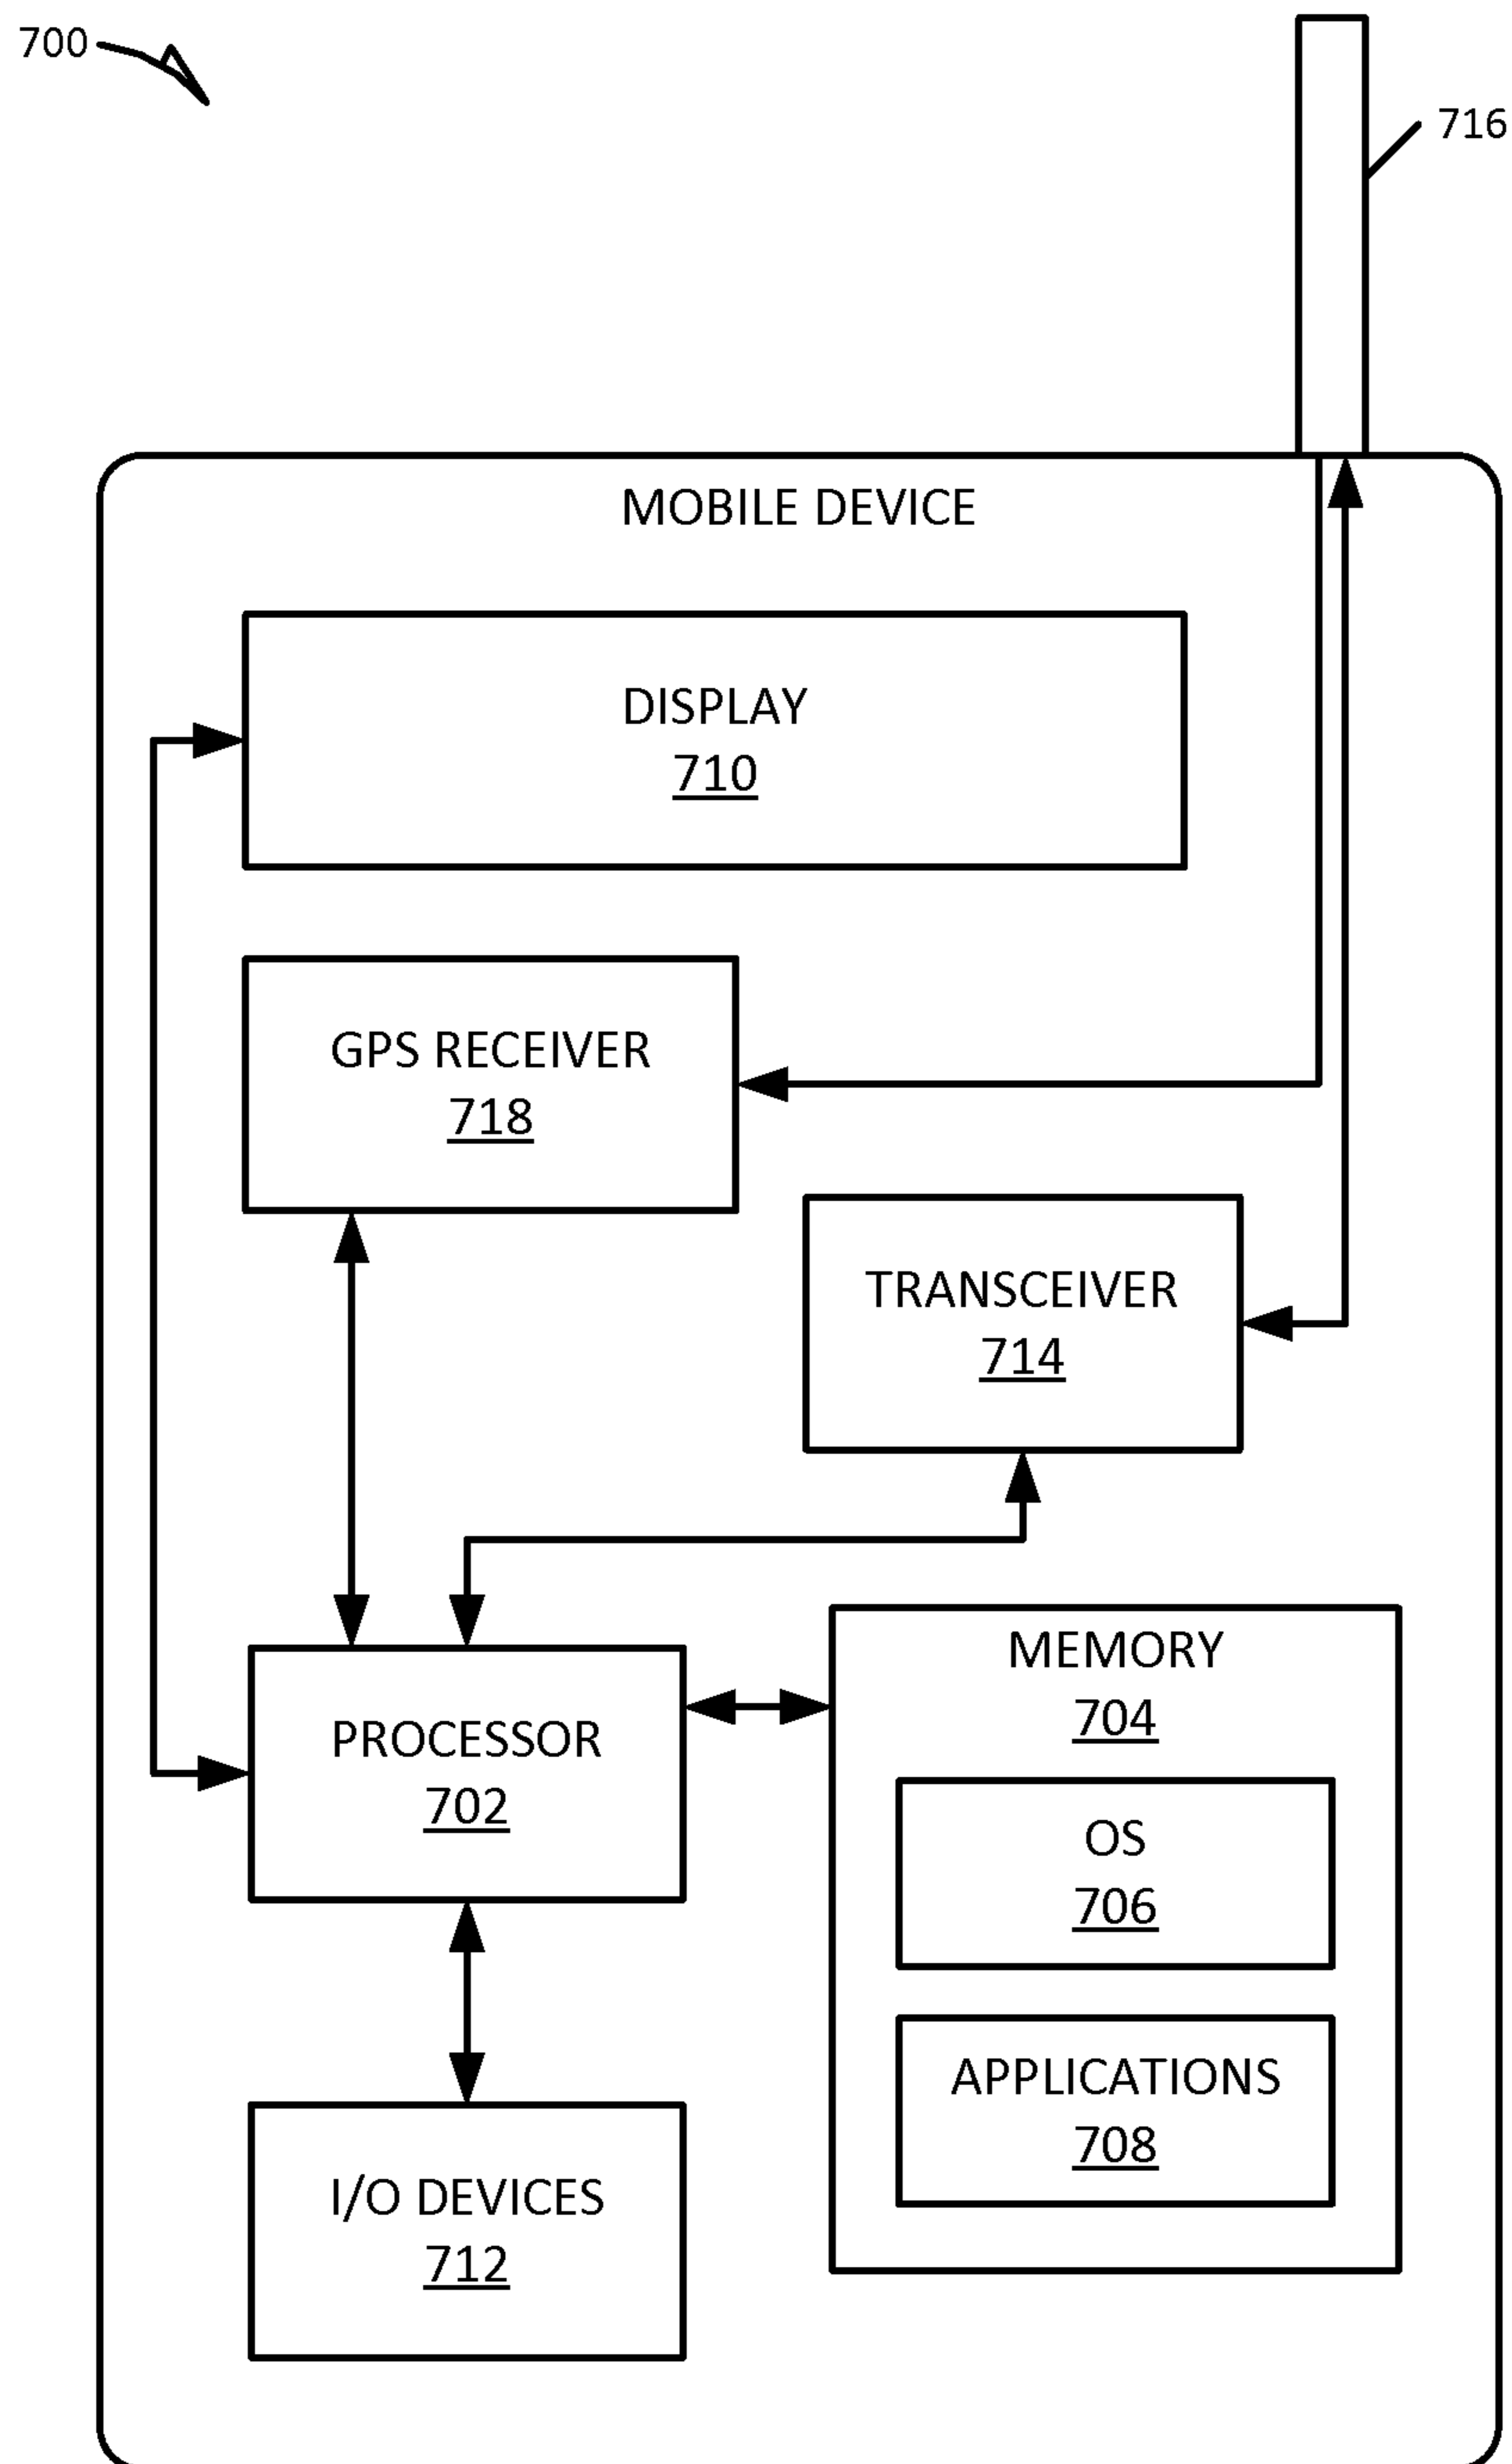 700
716
MOBILE DEVICE
DISPLAY
710
GPS RECEIVER
718
TRANSCEIVER
714
PROCESSOR
702
MEMORY
704
OS
706
APPLICATIONS
708
I/O DEVICES
712